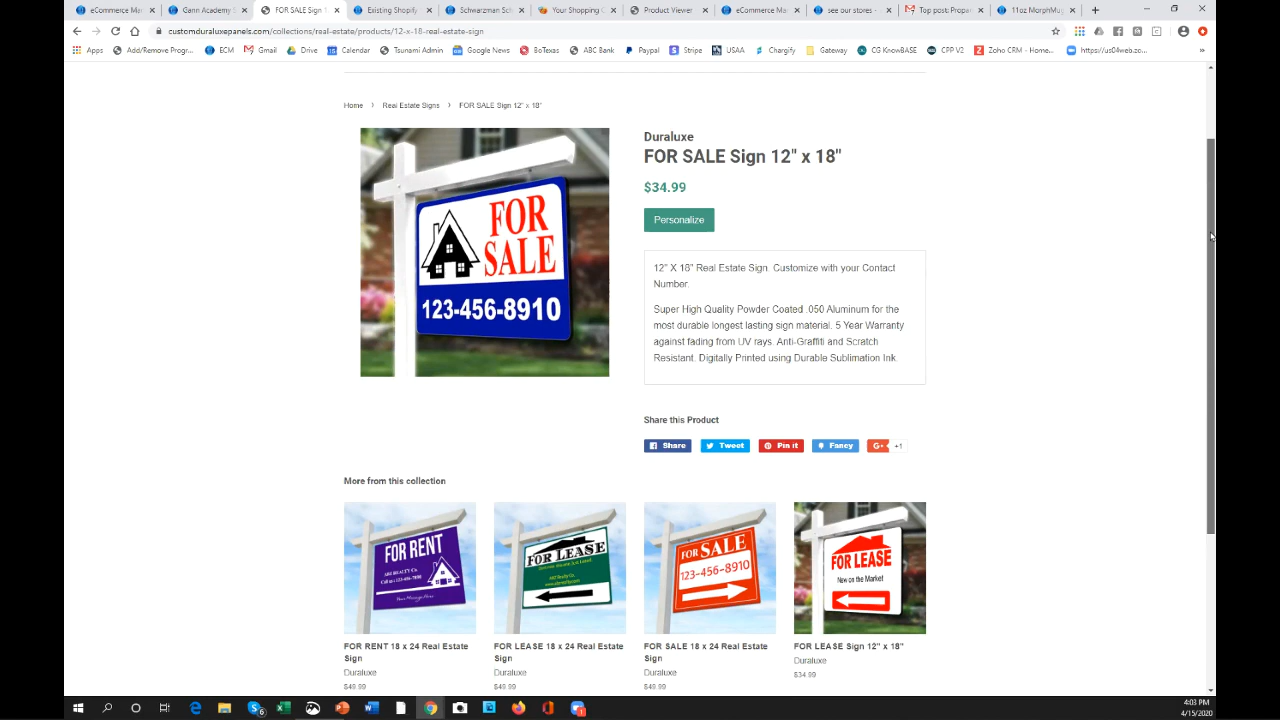 eCommerce Mar
Gann Academy S
FOR SALE Sign 1
Existing Shopify
Schwarzman Sch
Your Shopping C
Product Viewer
eCommerce Mar
see our stores -
Top post: Propa
11oz MorphMug
customduraluxepanels.com/collections/real-estate/products/12-x-18-real-estate-sign
Apps
Add/Remove Progr...
ECM
Gmail
Drive
Calendar
Tsunami Admin
Google News
BoTexas
ABC Bank
Paypal
Stripe
USAA
Chargify
Gateway
CG KnowBASE
CPP V2
Zoho CRM - Home...
https://us04web.zo...
Home › Real Estate Signs › FOR SALE Sign 12" x 18"
FOR
SALE
123-456-8910
Duraluxe
FOR SALE Sign 12" x 18"
$34.99
Personalize
12" X 18" Real Estate Sign. Customize with your Contact
Number.
Super High Quality Powder Coated .050 Aluminum for the
most durable longest lasting sign material. 5 Year Warranty
against fading from UV rays. Anti-Graffiti and Scratch
Resistant. Digitally Printed using Durable Sublimation Ink.
Share this Product
Share
Tweet
Pin it
Fancy
G+
+1
More from this collection
FOR RENT
ABC REALTY Co.
FOR LEASE
ABC Realty Co.
FOR SALE
123-456-8910
FOR LEASE
New on the Market
FOR RENT 18 x 24 Real Estate
Sign
Duraluxe
$49.99
FOR LEASE 18 x 24 Real Estate
Sign
Duraluxe
$49.99
FOR SALE 18 x 24 Real Estate
Sign
Duraluxe
$49.99
FOR LEASE Sign 12" x 18"
Duraluxe
$34.99
4:03 PM
4/15/2020